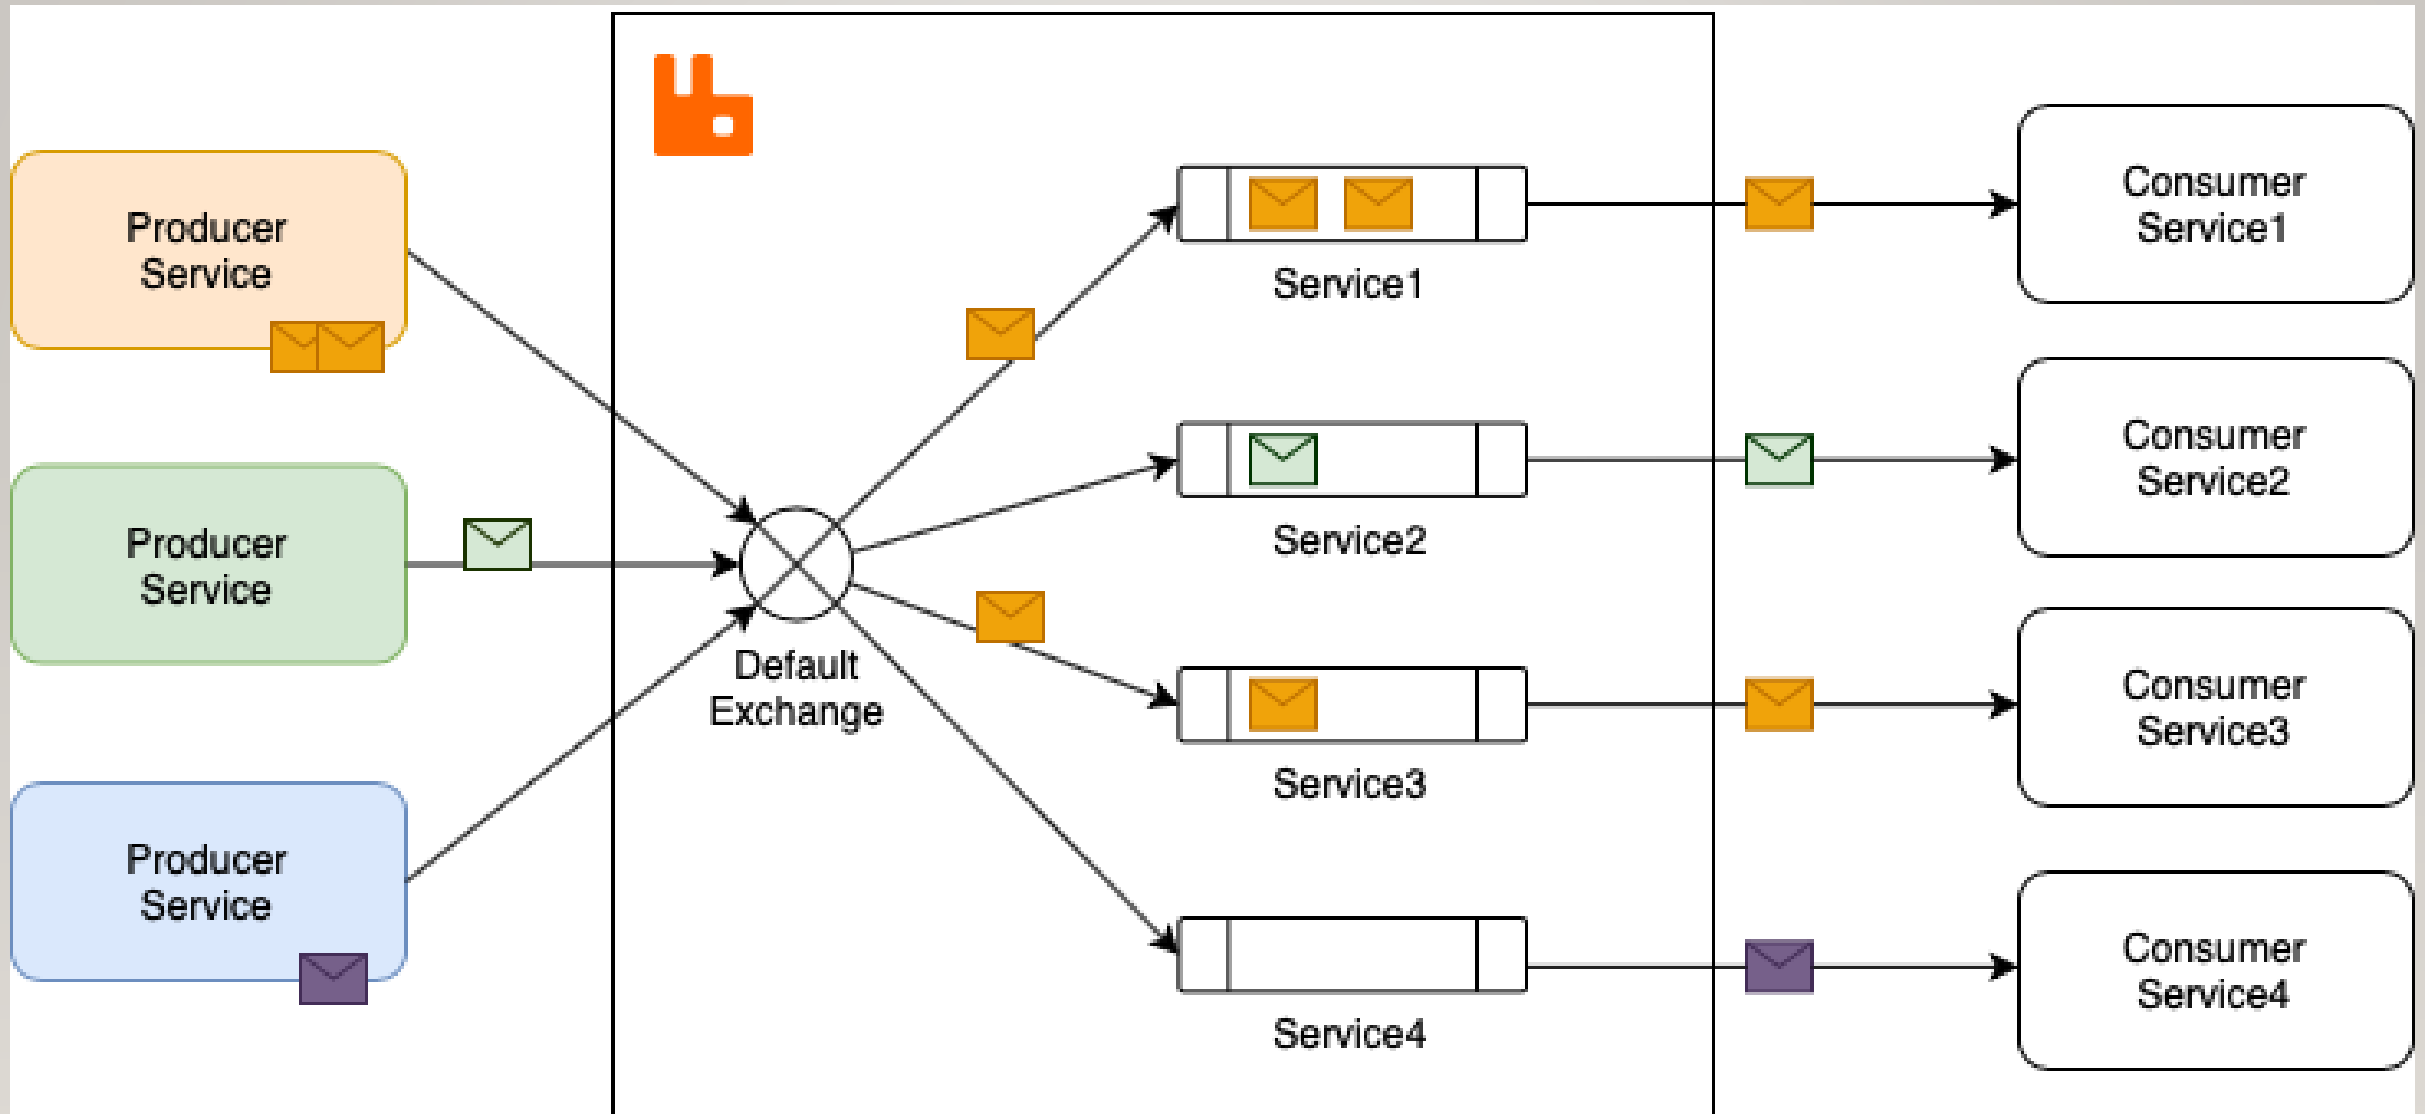 Producer
Service
Producer
Service
Producer
Service
Default
Exchange
Service1
Service2
Service3
Service4
Consumer
Service1
Consumer
Service2
Consumer
Service3
Consumer
Service4